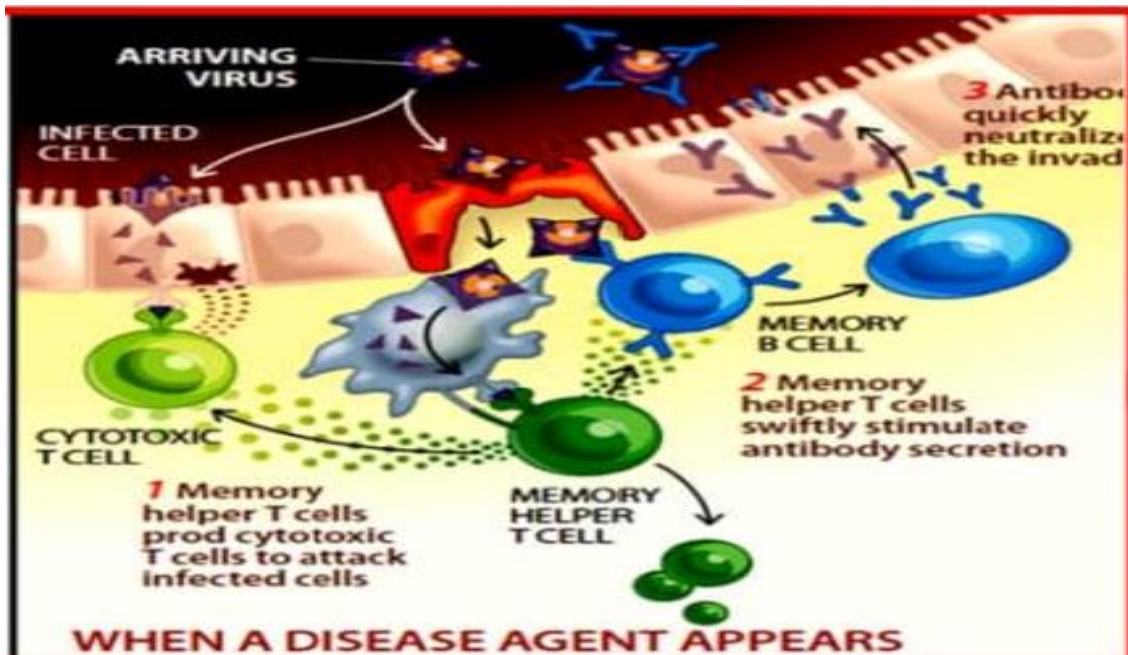 ARRIVING
VIRUS
INFECTED
CELL
3 Antibo
quickly
neutraliz
the invad
MEMORY
B CELL
2 Memory
helper T cells
swiftly stimulate
antibody secretion
CYTOTOXIC
T CELL
1 Memory
helper T cells
prod cytotoxic
T cells to attack
infected cells
MEMORY
HELPER
T CELL
WHEN A DISEASE AGENT APPEARS